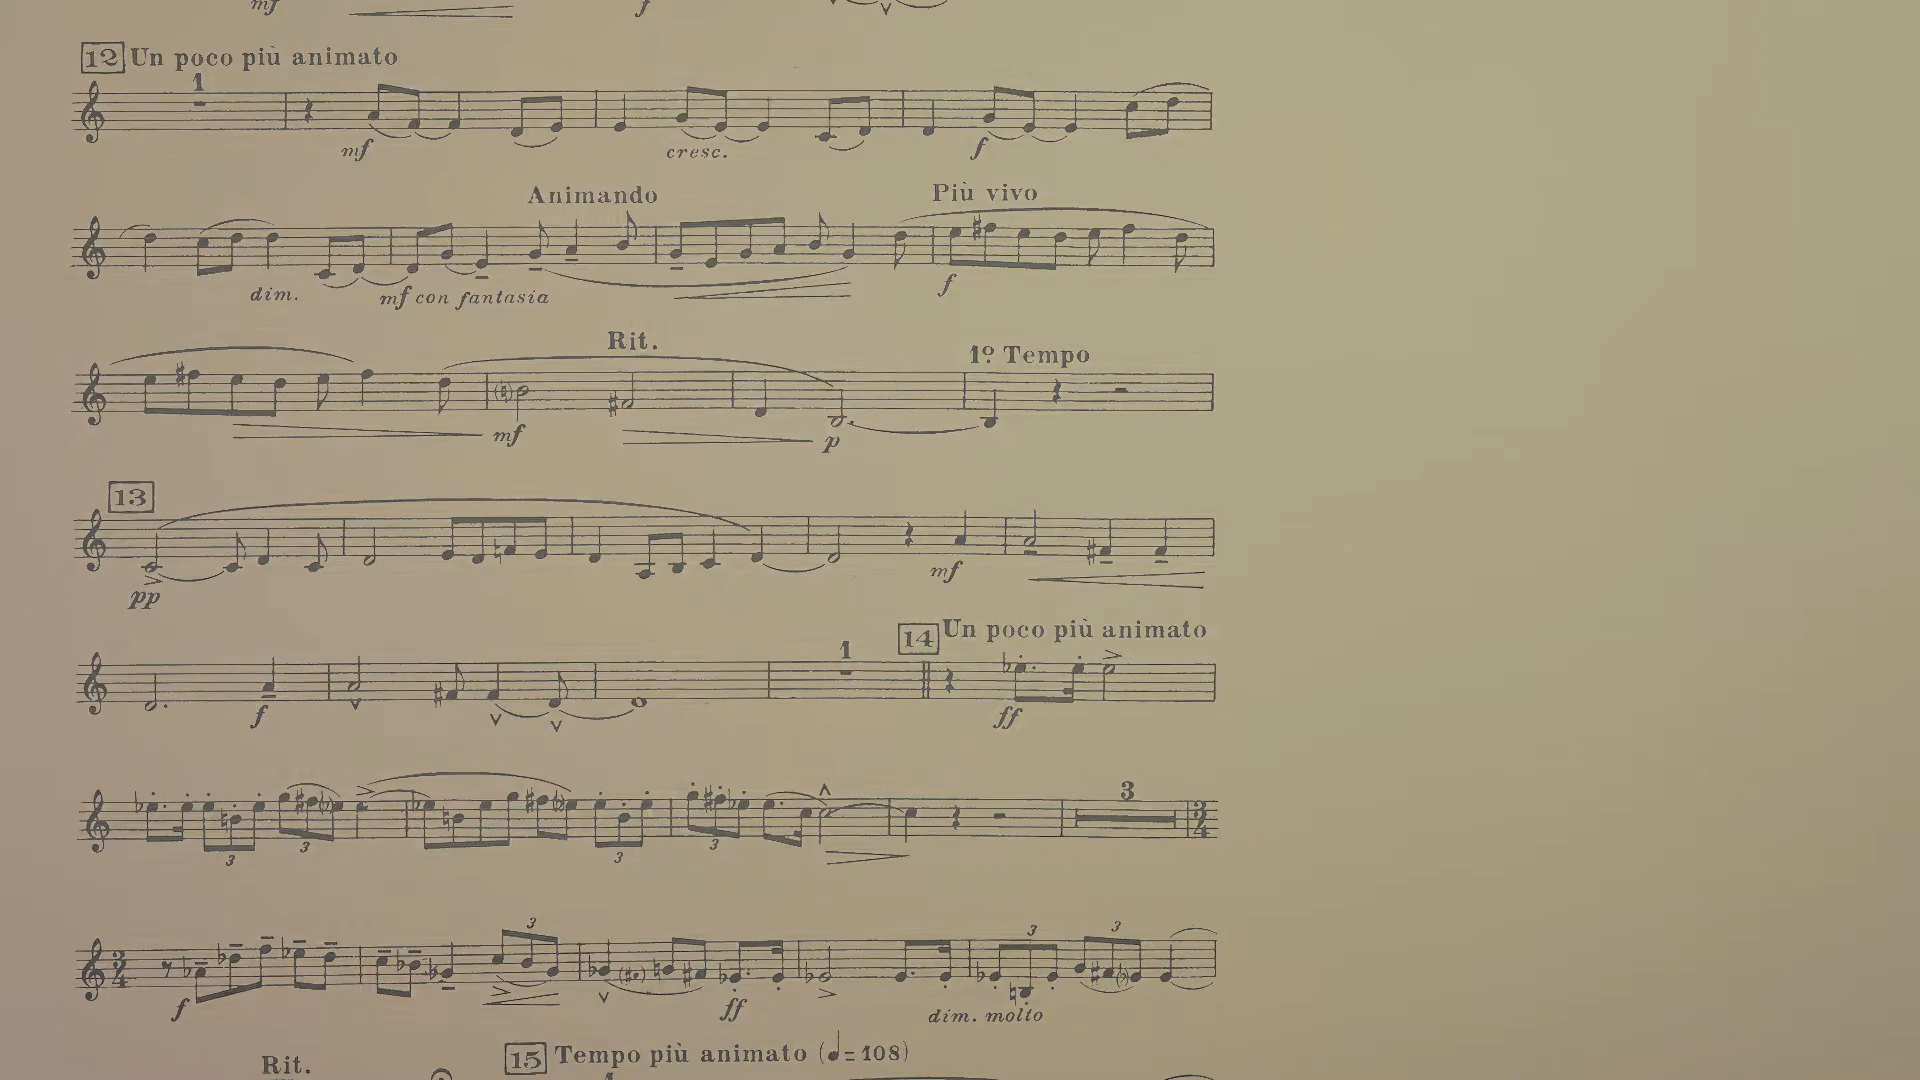 mf f
12 Un poco più animato
1
mf cresc. f
Animando Più vivo
dim. mf con fantasia f
Rit. 1º Tempo
mf p
13
pp mf
14 Un poco più animato
1
f ff
3
3 3 3 3
3/4
3 3 3
3/4
f ff dim. molto
Rit. 15 Tempo più animato (♩=108)